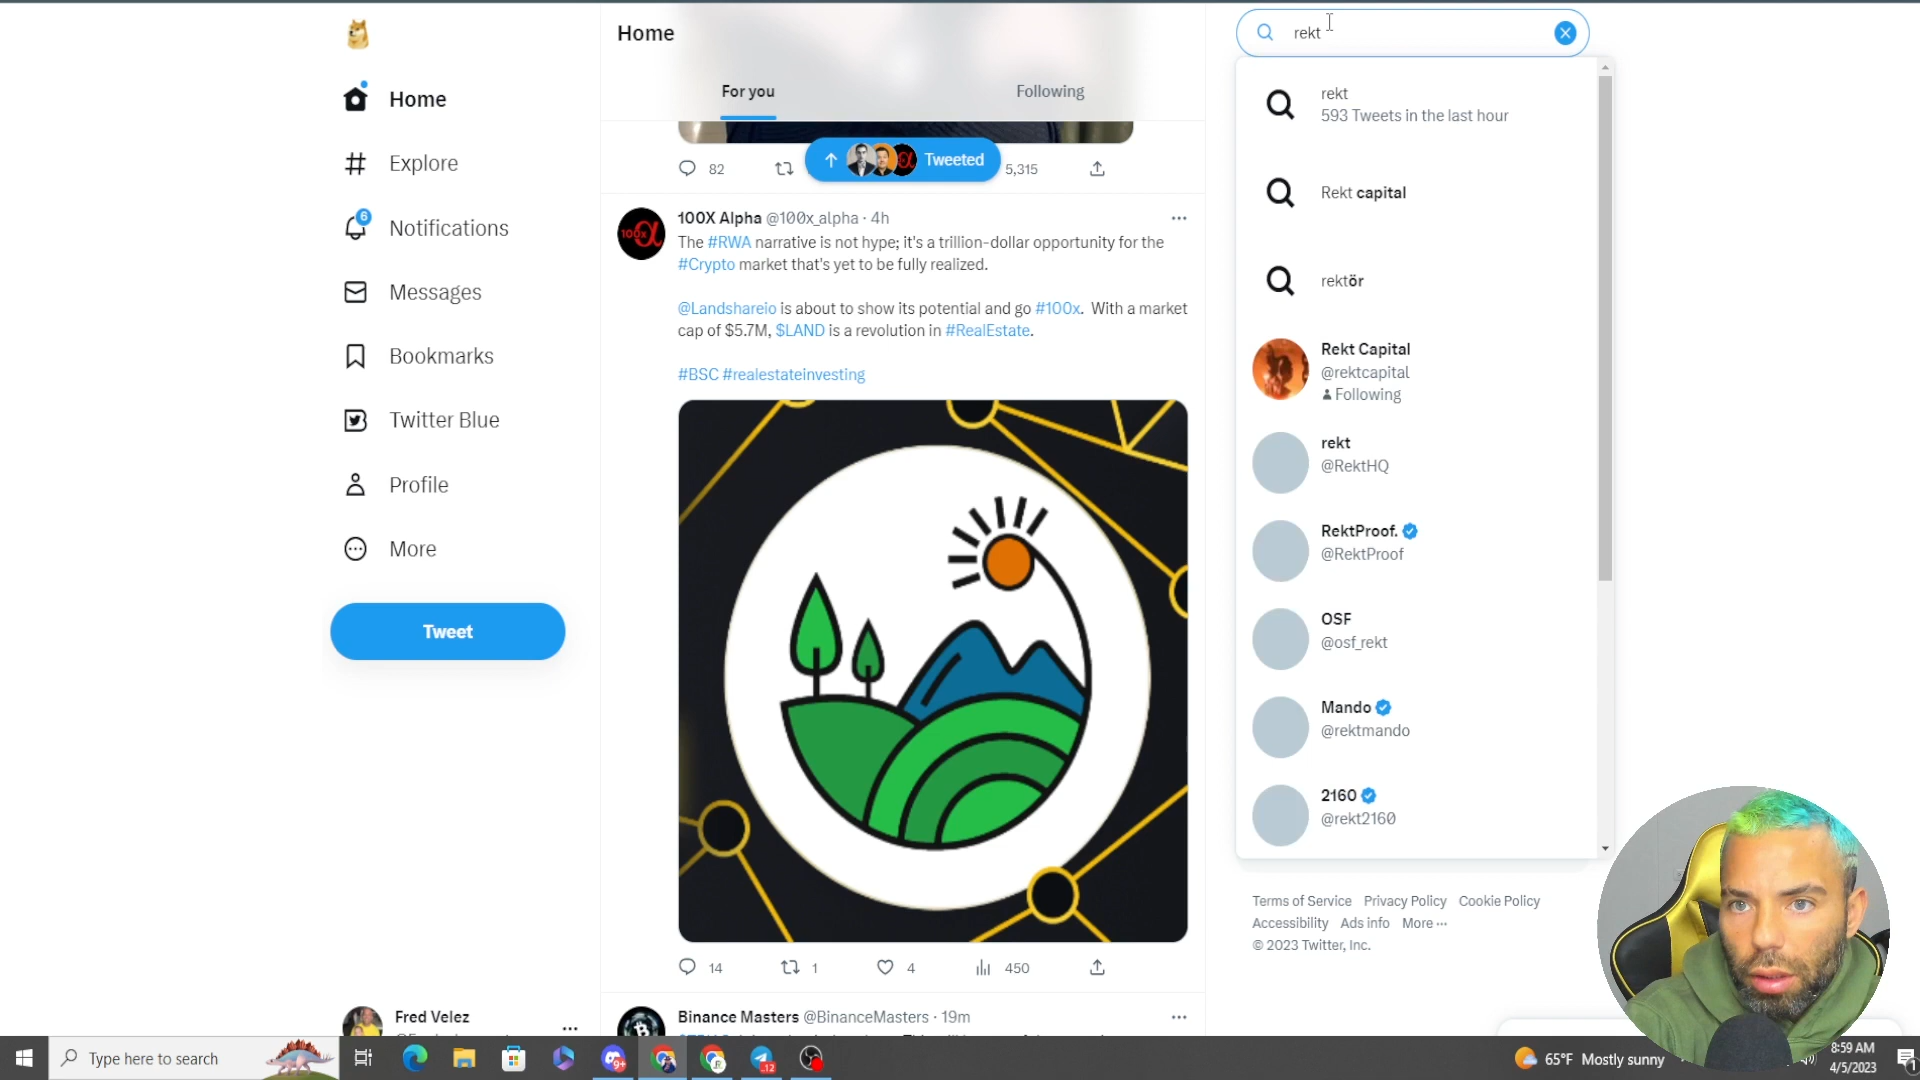 Home
Explore
6
Notifications
Messages
Bookmarks
Twitter Blue
Profile
More
Tweet
Fred Velez
Home
For you
Following
Tweeted
82
5,315
100X Alpha @100x_alpha · 4h
The #RWA narrative is not hype; it's a trillion-dollar opportunity for the
#Crypto market that's yet to be fully realized.
@Landshareio is about to show its potential and go #100x. With a market
cap of $5.7M, $LAND is a revolution in #RealEstate.
#BSC #realestateinvesting
14
1
4
450
Binance Masters @BinanceMasters · 19m
rekt
rekt
593 Tweets in the last hour
Rekt capital
rektör
Rekt Capital
@rektcapital
Following
rekt
@RektHQ
RektProof.
@RektProof
OSF
@osf_rekt
Mando
@rektmando
2160
@rekt2160
Terms of Service Privacy Policy Cookie Policy
Accessibility Ads info More ···
© 2023 Twitter, Inc.
Type here to search
9+
12
65°F Mostly sunny
8:59 AM
4/5/2023
1